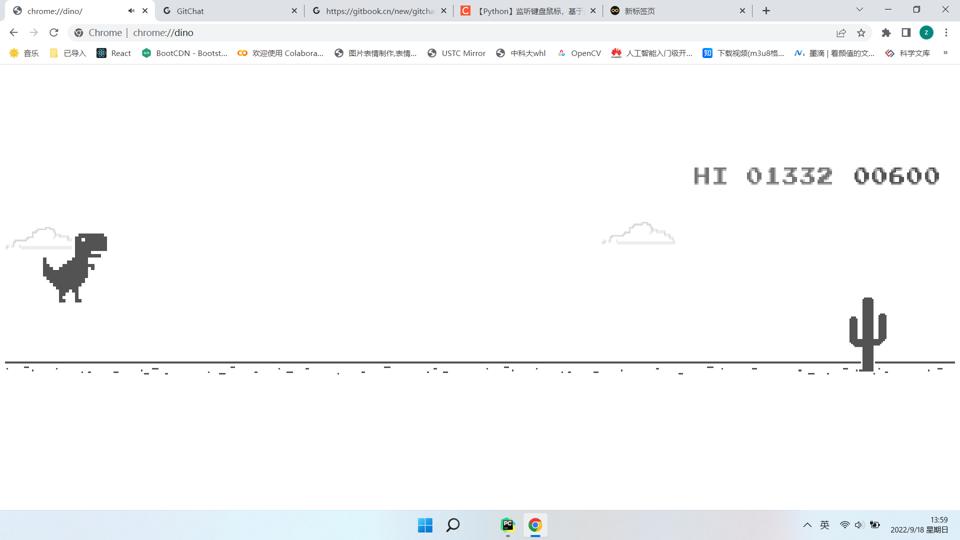 chrome://dino/
GitChat
https://gitbook.cn/new/gitcha
【Python】监听键盘鼠标，基于
新标签页
Chrome | chrome://dino
音乐
已导入
React
BootCDN - Bootst...
欢迎使用 Colabora...
图片表情制作,表情...
USTC Mirror
中科大whl
OpenCV
人工智能入门级开...
下载视频(m3u8格...
墨滴 | 看颜值的文...
科学文库
»
HI 01332 00600
英
13:59
2022/9/18 星期日